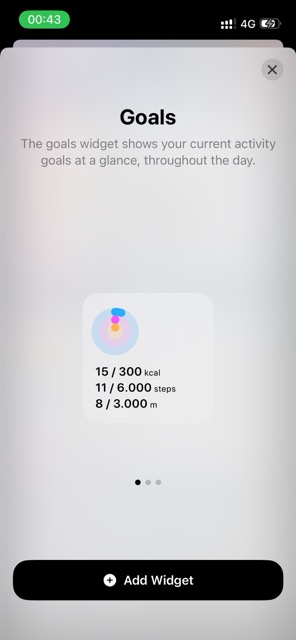 00:43
4G
Goals
The goals widget shows your current activity
goals at a glance, throughout the day.
15 / 300 kcal
11 / 6.000 steps
8 / 3.000 m
Add Widget